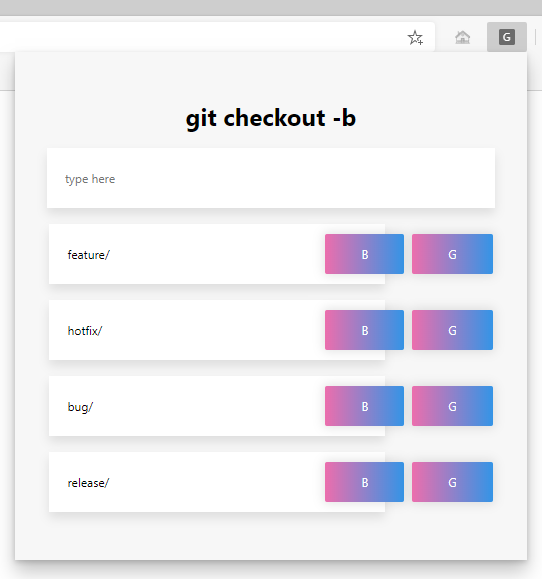 G
git checkout -b
type here
feature/ B G
hotfix/ B G
bug/ B G
release/ B G